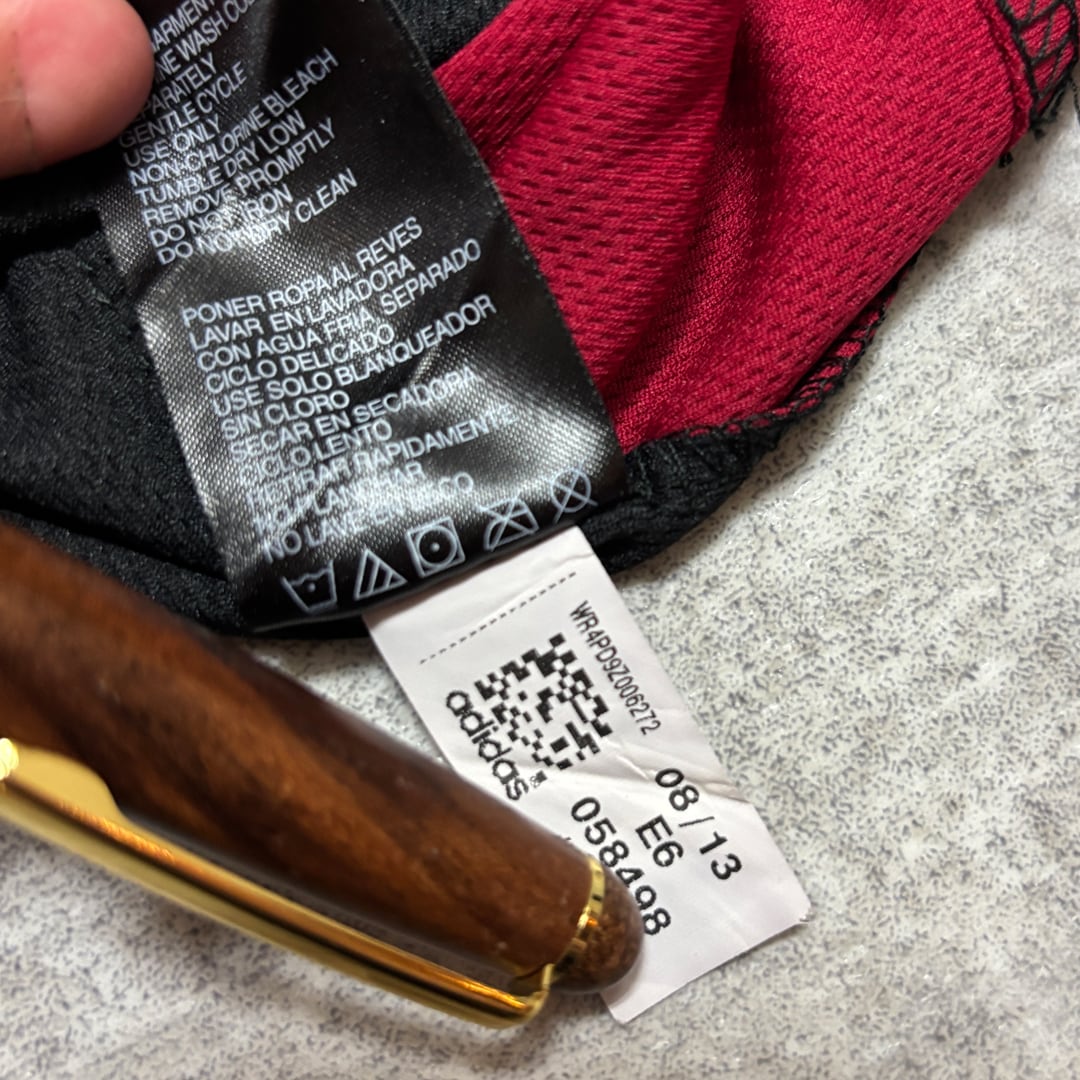 GARMENT
WASH
SEPARATELY
GENTLE CYCLE
USE ONLY
NON-CHLORINE BLEACH
TUMBLE DRY LOW
REMOVE PROMPTLY
DO NOT IRON
DO NOT DRY CLEAN
PONER ROPA AL REVES
LAVAR EN LAVADORA
CON AGUA FRIA, SEPARADO
CICLO DELICADO
USE SOLO BLANQUEADOR
SIN CLORO
SECAR EN SECADORA
CICLO LENTO
RETIRAR RAPIDAMENTE
NO PLANCHAR
NO LAVE EN SECO
WR4PD9Z006272
adidas
08/13
E6
058498